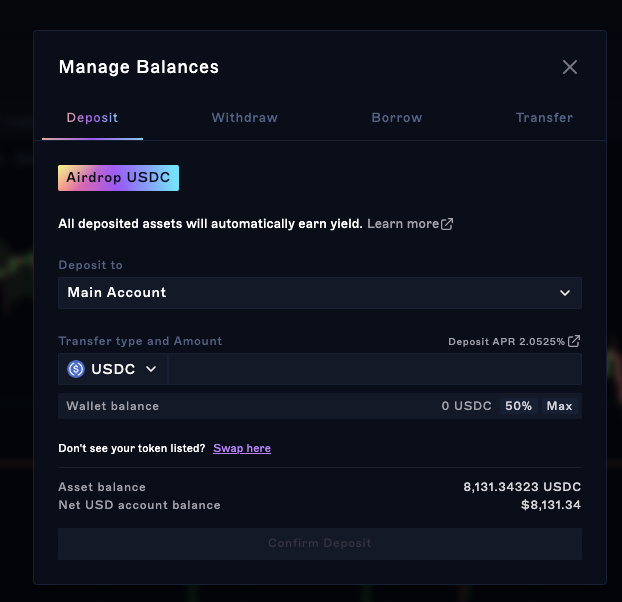 Manage Balances
Deposit Withdraw Borrow Transfer
Airdrop USDC
All deposited assets will automatically earn yield. Learn more
Deposit to
Main Account
Transfer type and Amount Deposit APR 2.0525%
USDC
Wallet balance 0 USDC 50% Max
Don't see your token listed? Swap here
Asset balance 8,131.34323 USDC
Net USD account balance $8,131.34
Confirm Deposit